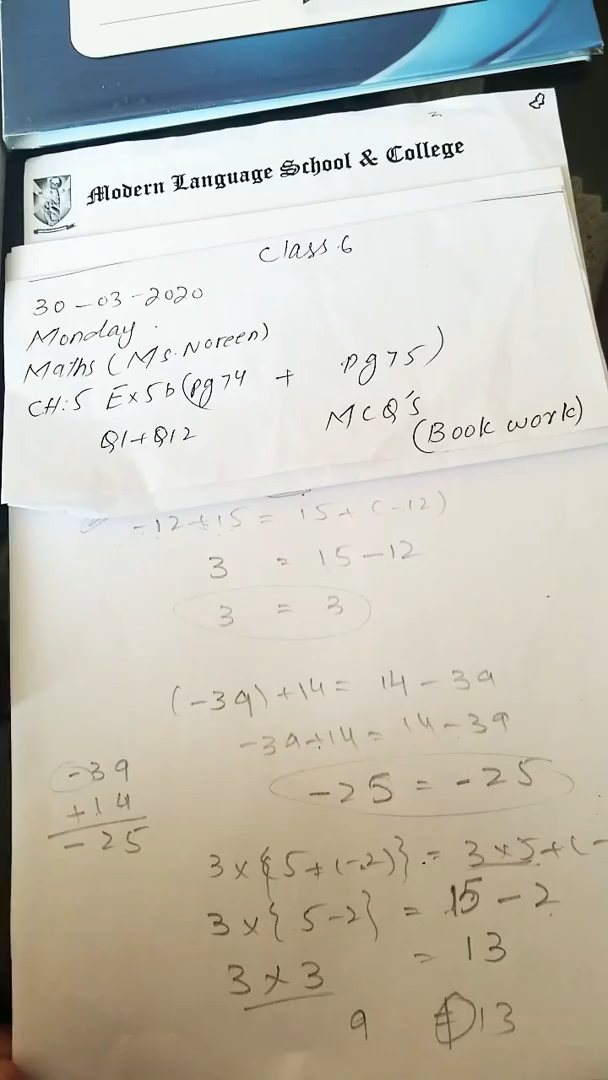 Modern Language School & College
Class 6
30-03-2020
Monday.
Maths (Ms. Noreen)
CH:5 Ex 5b (pg 74 + pg 75)
Q1+Q12 MCQ's
(Book work)
-12+15 = 15+(-12)
3 = 15-12
3 = 3
(-39)+14 = 14-39
-39+14 = 14-39
-25 = -25
-39
+14
-25
3×{5+(-2)} = 3×5+(-
3×{5-2} = 15-2
3×3 = 13
9 ≠ 13